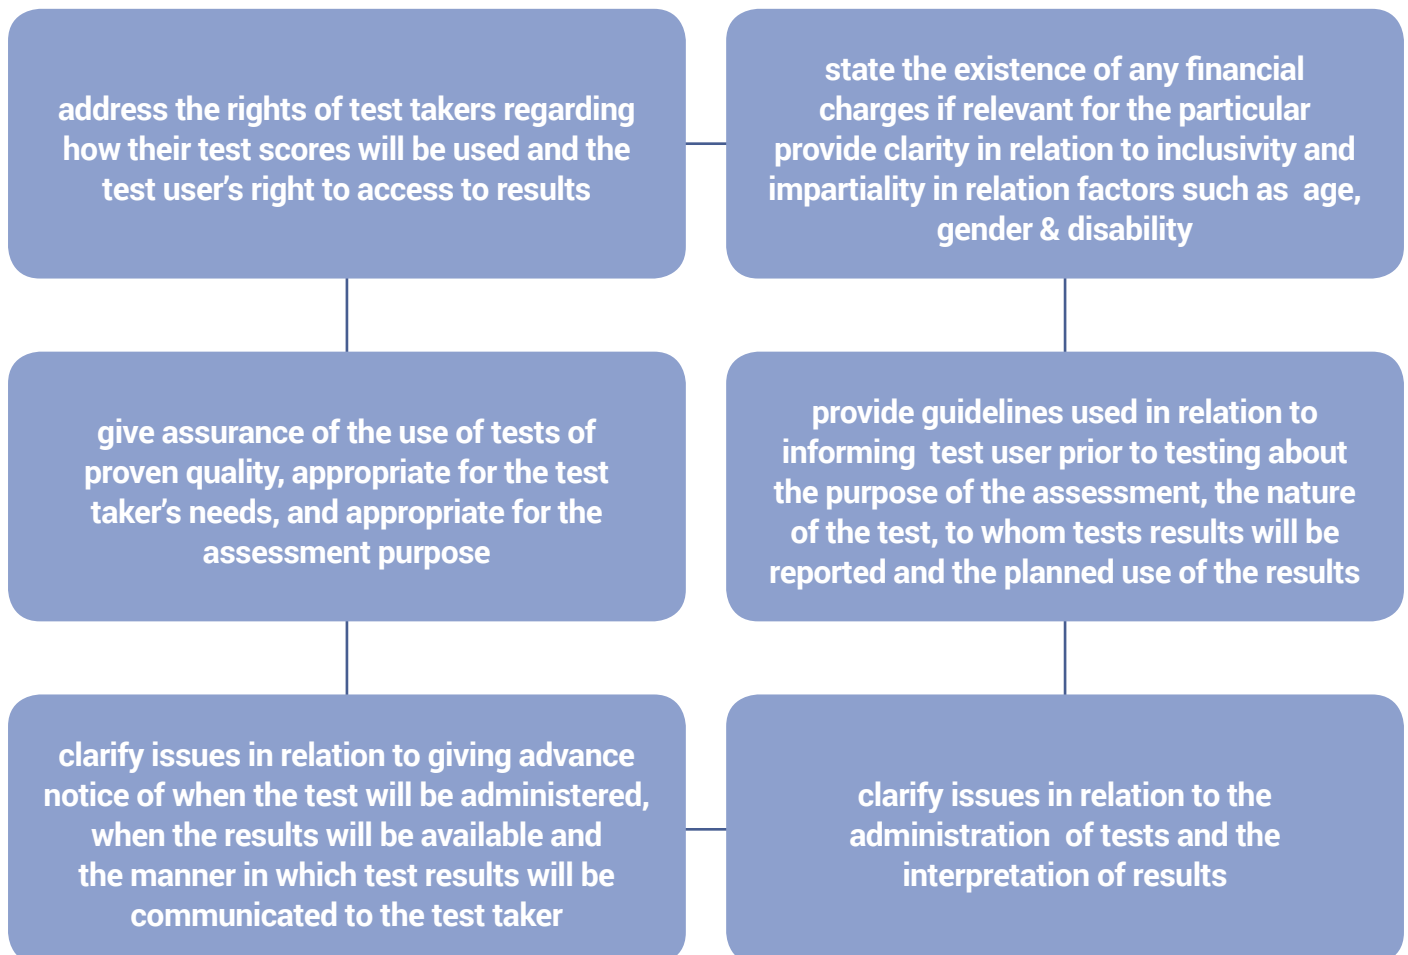 address the rights of test takers regarding
how their test scores will be used and the
test user's right to access to results
state the existence of any financial
charges if relevant for the particular
provide clarity in relation to inclusivity and
impartiality in relation factors such as  age,
gender & disability
give assurance of the use of tests of
proven quality, appropriate for the test
taker's needs, and appropriate for the
assessment purpose
provide guidelines used in relation to
informing  test user prior to testing about
the purpose of the assessment, the nature
of the test, to whom tests results will be
reported and the planned use of the results
clarify issues in relation to giving advance
notice of when the test will be administered,
when the results will be available and
the manner in which test results will be
communicated to the test taker
clarify issues in relation to the
administration  of tests and the
interpretation of results